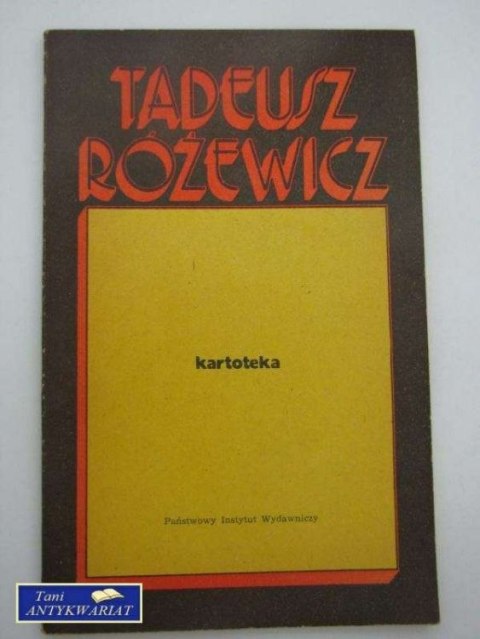 TADEUSZ
RÓŻEWICZ
kartoteka
Państwowy Instytut Wydawniczy
Tani
ANTYKWARIAT